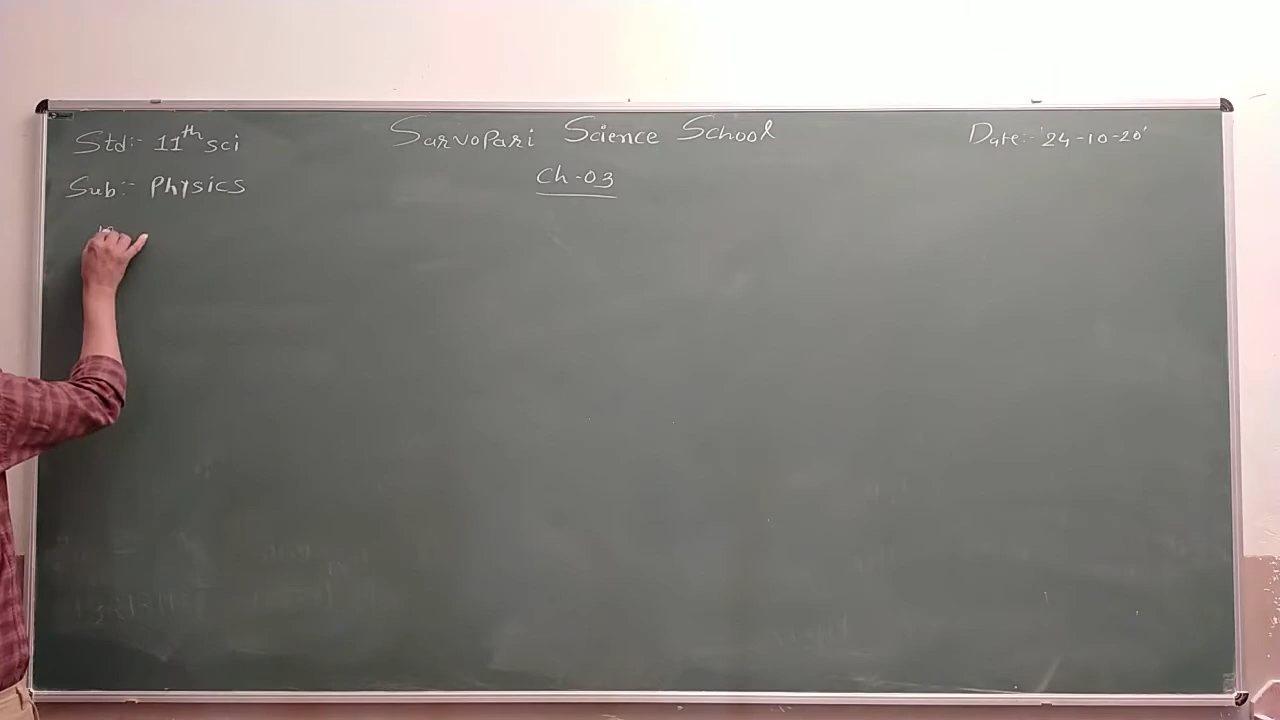 Std:- 11th sci
Sarvopari Science School
Date:- 24-10-20
Sub:- Physics
Ch-03